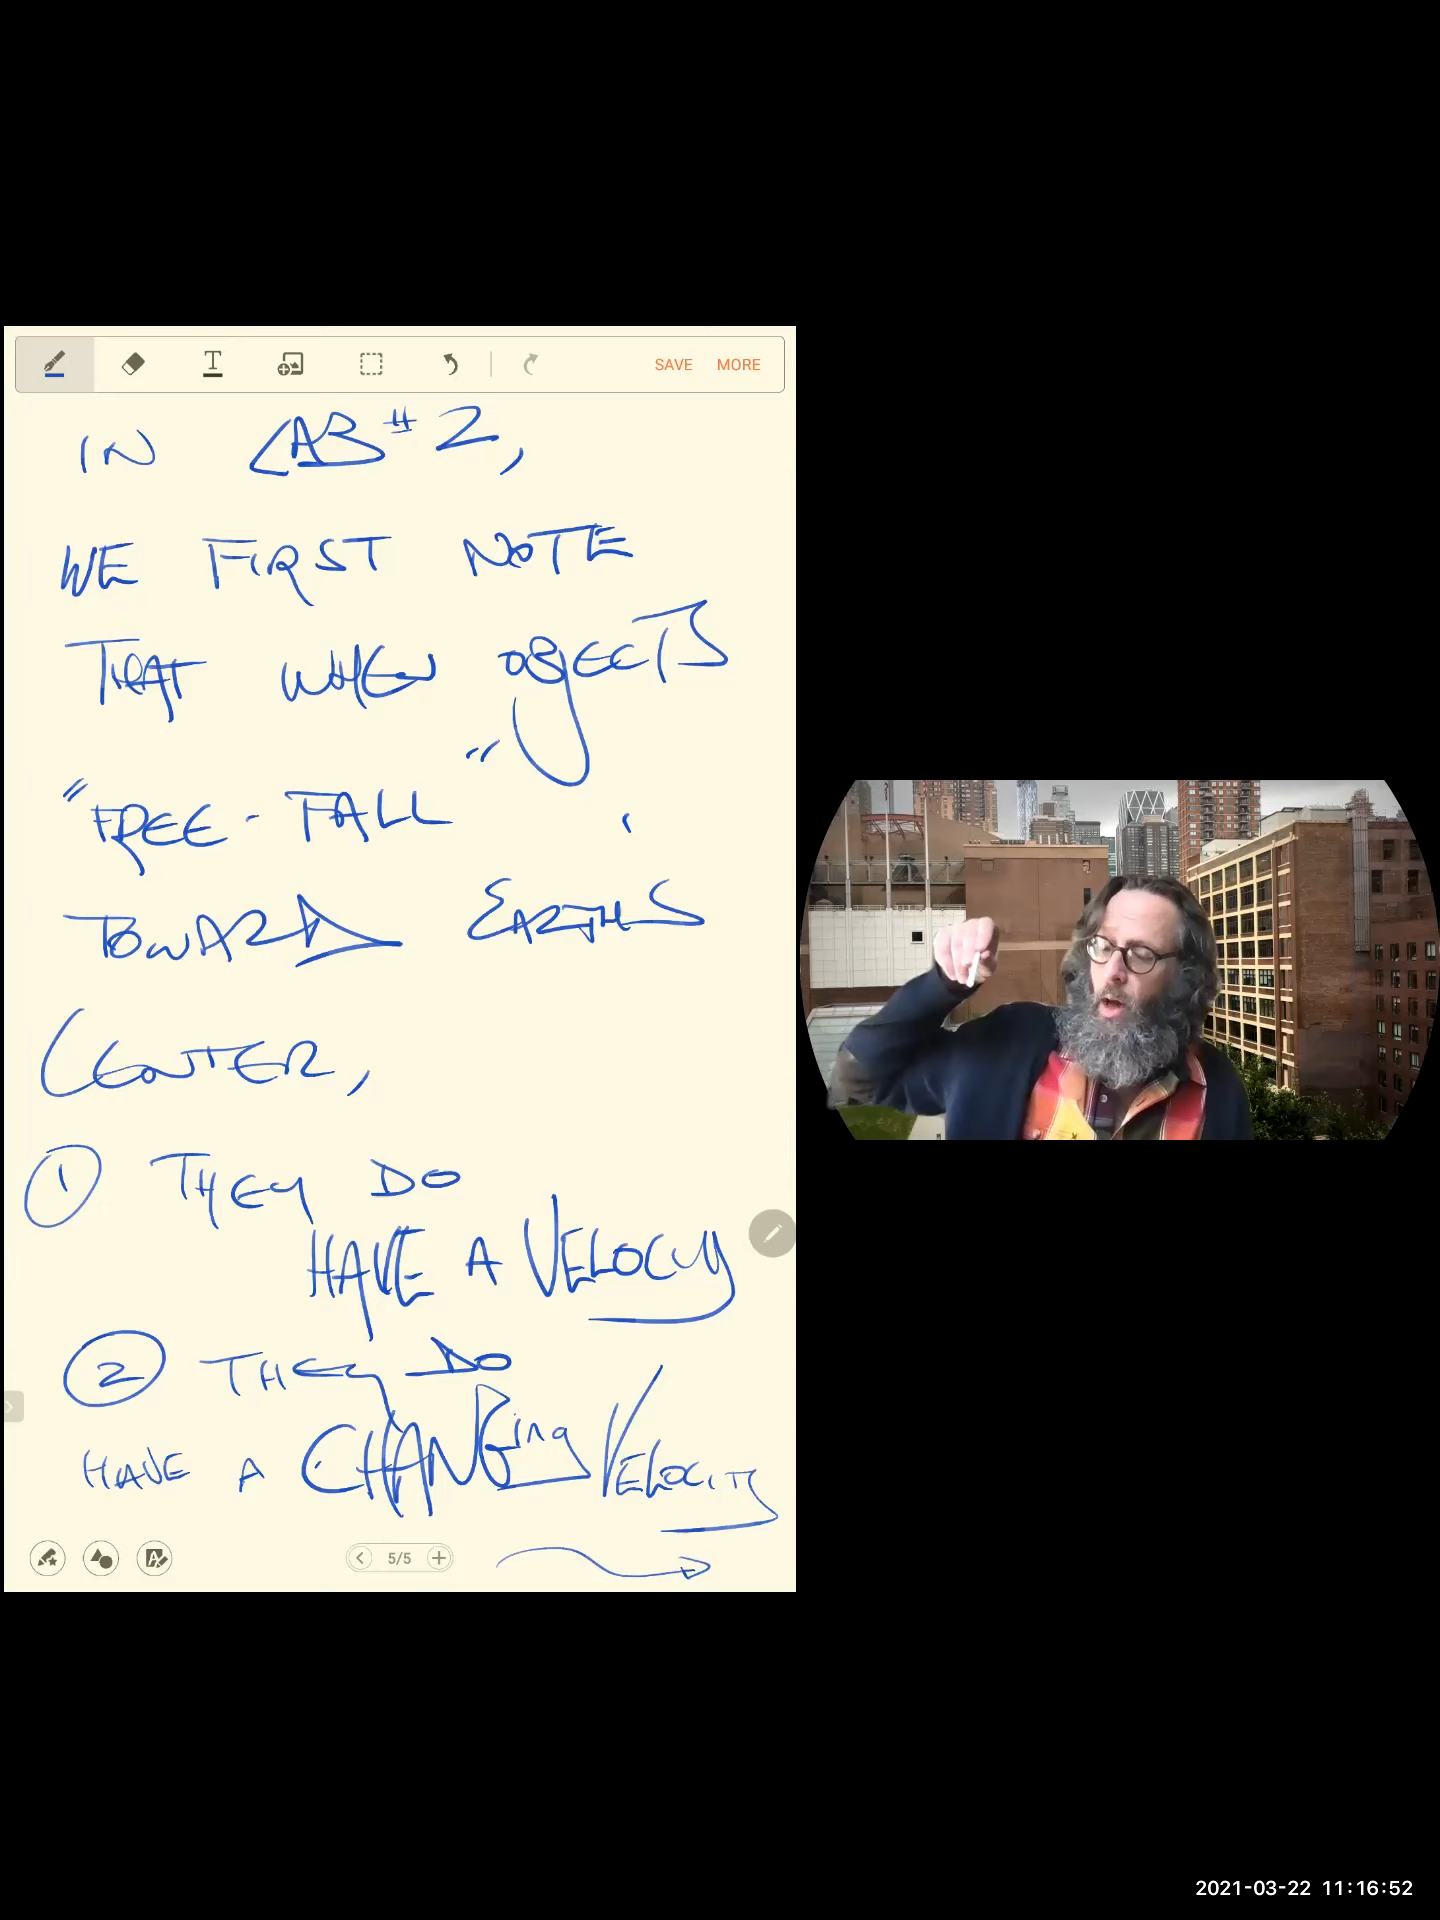 SAVE MORE
IN LAB #2,
WE FIRST NOTE
THAT WHEN OBJECTS
"FREE-FALL"
TOWARD EARTH'S
CENTER,
1 THEY DO
HAVE A VELOCITY
2 THEY DO
HAVE A CHANGing VELOCITY
5/5
2021-03-22 11:16:52